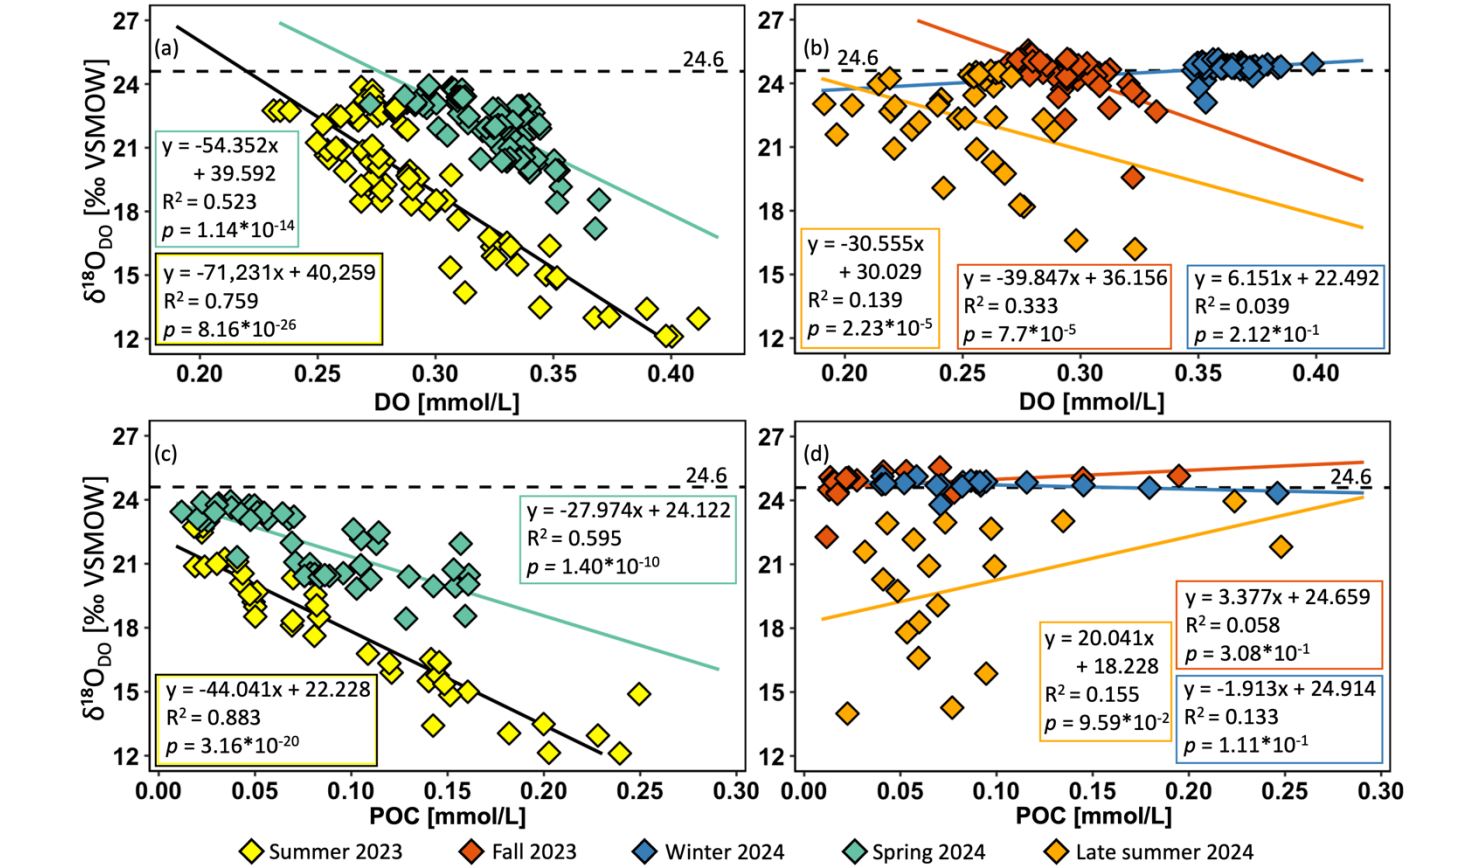 27
24
21
18
15
12
δ¹⁸O_DO [‰ VSMOW]
(a)
24.6
y = -54.352x
+ 39.592
R² = 0.523
p = 1.14*10⁻¹⁴
y = -71,231x + 40,259
R² = 0.759
p = 8.16*10⁻²⁶
0.20 0.25 0.30 0.35 0.40
DO [mmol/L]
27
24
21
18
15
12
(b)
24.6
y = -30.555x
+ 30.029
R² = 0.139
p = 2.23*10⁻⁵
y = -39.847x + 36.156
R² = 0.333
p = 7.7*10⁻⁵
y = 6.151x + 22.492
R² = 0.039
p = 2.12*10⁻¹
0.20 0.25 0.30 0.35 0.40
DO [mmol/L]
27
24
21
18
15
12
δ¹⁸O_DO [‰ VSMOW]
(c)
24.6
y = -27.974x + 24.122
R² = 0.595
p = 1.40*10⁻¹⁰
y = -44.041x + 22.228
R² = 0.883
p = 3.16*10⁻²⁰
0.00 0.05 0.10 0.15 0.20 0.25 0.30
POC [mmol/L]
27
24
21
18
15
12
(d)
24.6
y = 20.041x
+ 18.228
R² = 0.155
p = 9.59*10⁻²
y = 3.377x + 24.659
R² = 0.058
p = 3.08*10⁻¹
y = -1.913x + 24.914
R² = 0.133
p = 1.11*10⁻¹
0.00 0.05 0.10 0.15 0.20 0.25 0.30
POC [mmol/L]
Summer 2023 Fall 2023 Winter 2024 Spring 2024 Late summer 2024